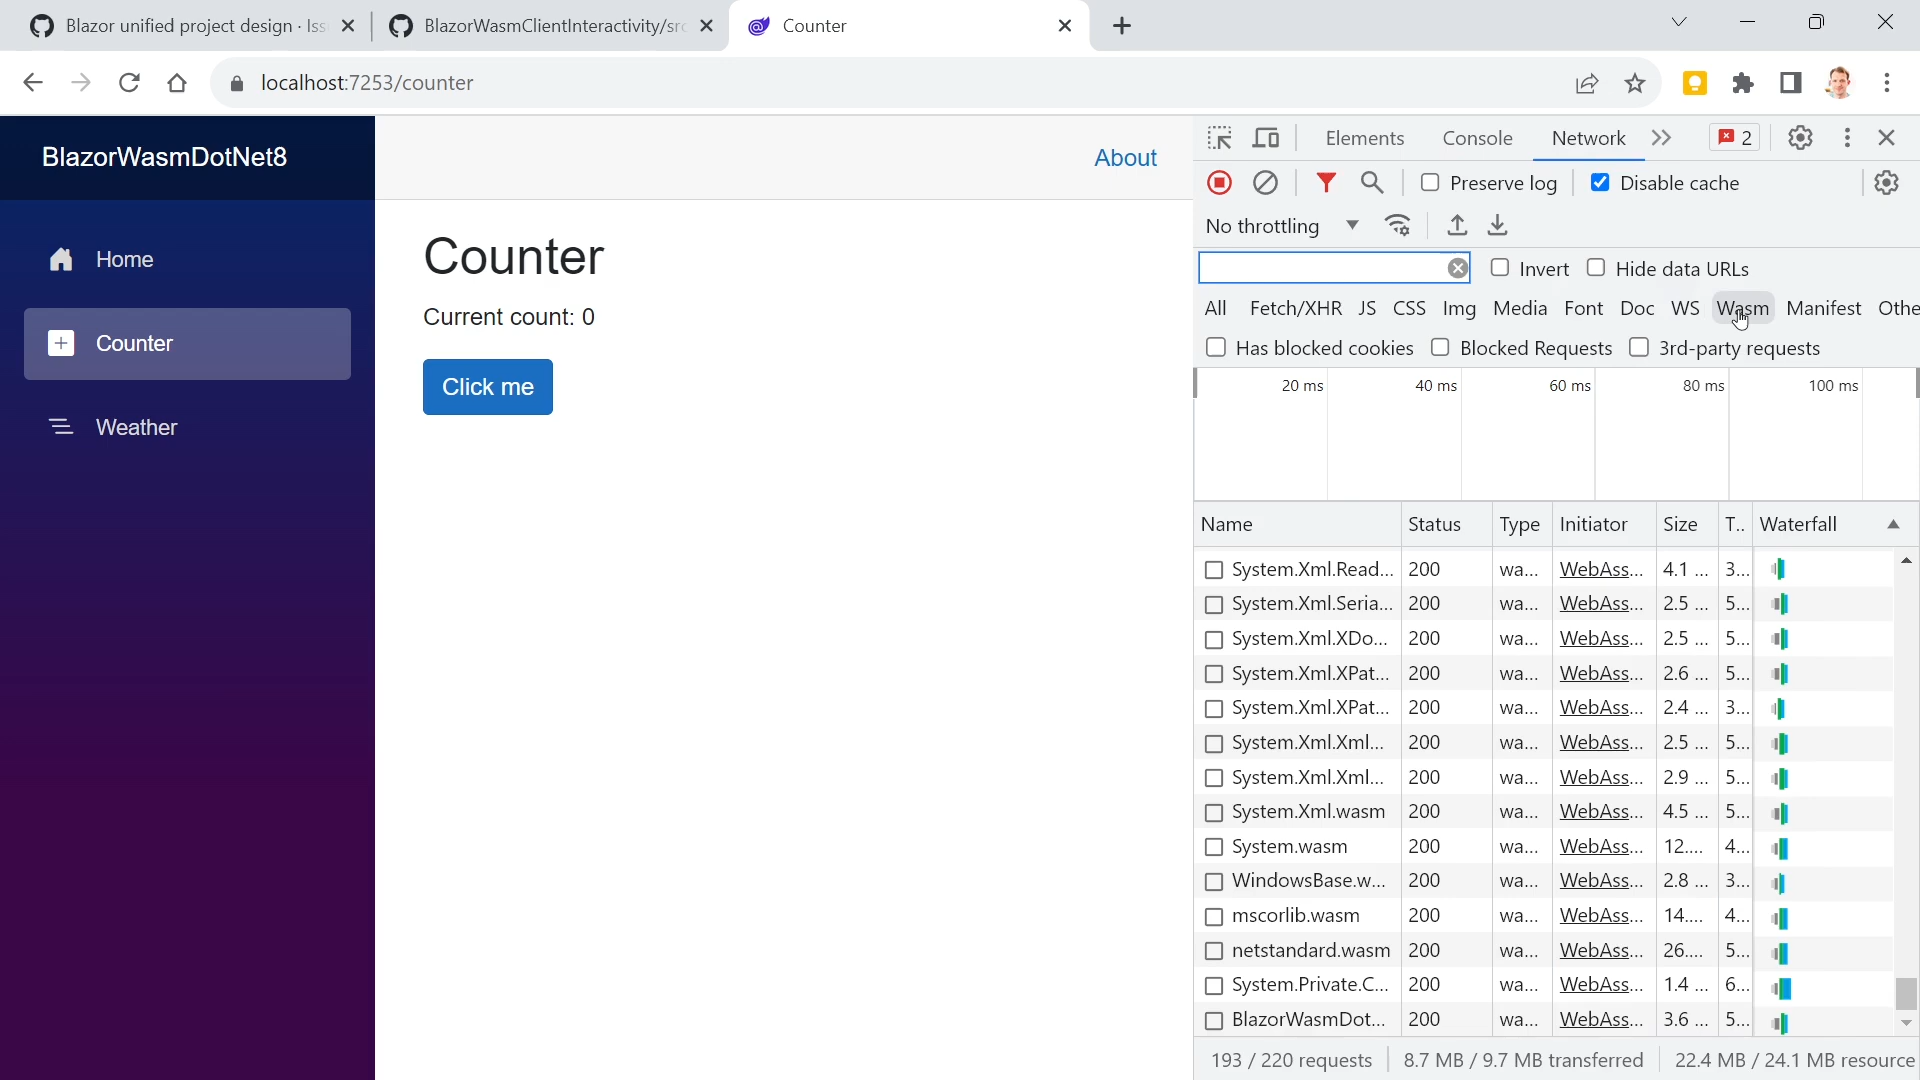 Blazor unified project design · Iss
BlazorWasmClientInteractivity/src
Counter
localhost:7253/counter
BlazorWasmDotNet8
About
Home
Counter
Weather
Counter
Current count: 0
Click me
Elements Console Network 2
Preserve log Disable cache
No throttling
Invert Hide data URLs
All Fetch/XHR JS CSS Img Media Font Doc WS Wasm Manifest Othe
Has blocked cookies Blocked Requests 3rd-party requests
20 ms 40 ms 60 ms 80 ms 100 ms
Name Status Type Initiator Size T.. Waterfall
System.Xml.Read... 200 wa... WebAss... 4.1 ... 3...
System.Xml.Seria... 200 wa... WebAss... 2.5 ... 5...
System.Xml.XDo... 200 wa... WebAss... 2.5 ... 5...
System.Xml.XPat... 200 wa... WebAss... 2.6 ... 5...
System.Xml.XPat... 200 wa... WebAss... 2.4 ... 3...
System.Xml.Xml... 200 wa... WebAss... 2.5 ... 5...
System.Xml.Xml... 200 wa... WebAss... 2.9 ... 5...
System.Xml.wasm 200 wa... WebAss... 4.5 ... 5...
System.wasm 200 wa... WebAss... 12.... 4...
WindowsBase.w... 200 wa... WebAss... 2.8 ... 3...
mscorlib.wasm 200 wa... WebAss... 14.... 4...
netstandard.wasm 200 wa... WebAss... 26.... 5...
System.Private.C... 200 wa... WebAss... 1.4 ... 6...
BlazorWasmDot... 200 wa... WebAss... 3.6 ... 5...
193 / 220 requests 8.7 MB / 9.7 MB transferred 22.4 MB / 24.1 MB resource